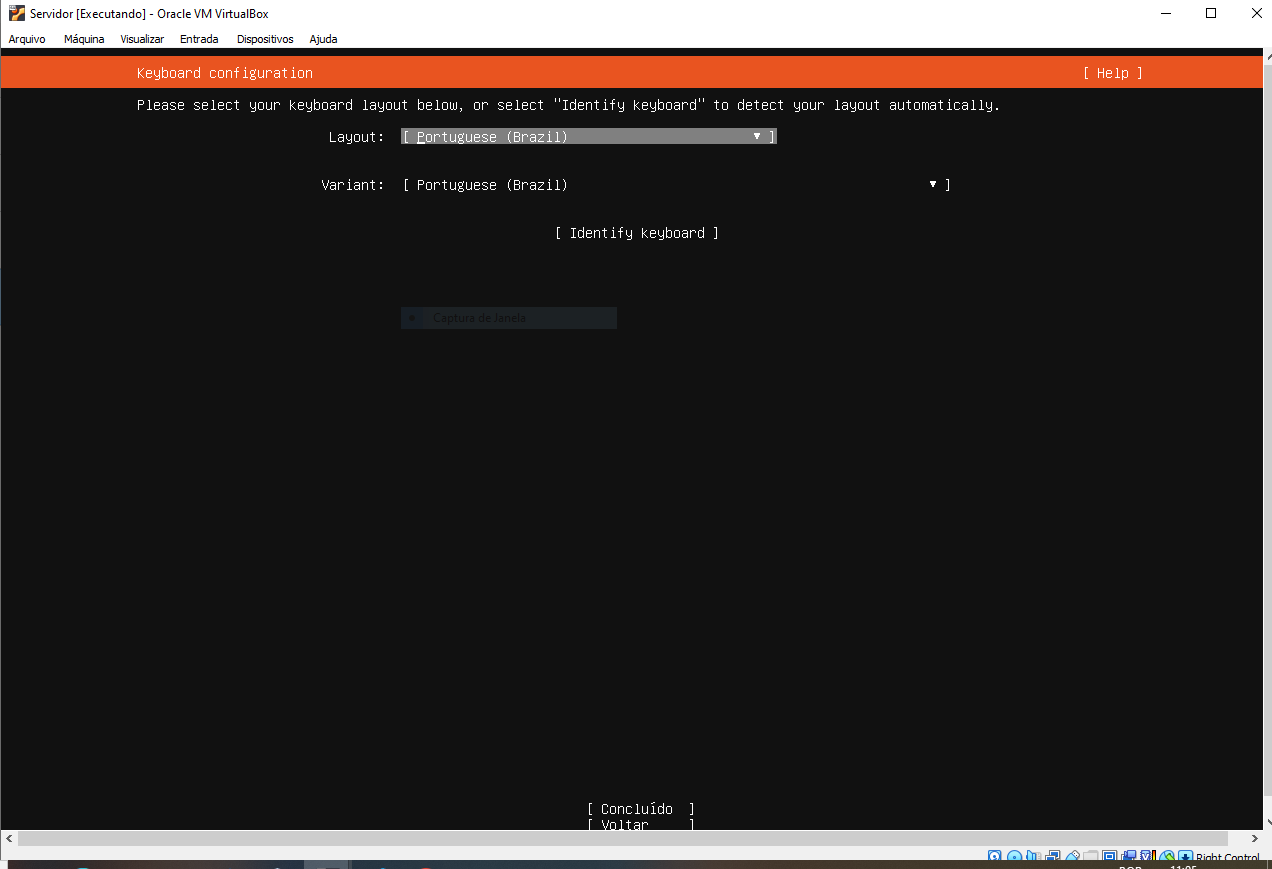 Servidor [Executando] - Oracle VM VirtualBox
Arquivo Máquina Visualizar Entrada Dispositivos Ajuda
Keyboard configuration [ Help ]
Please select your keyboard layout below, or select "Identify keyboard" to detect your layout automatically.
Layout: [ Portuguese (Brazil) ▾ ]
Variant: [ Portuguese (Brazil) ▾ ]
[ Identify keyboard ]
Captura de Janela
[ Concluído ]
[ Voltar ]
Right Control